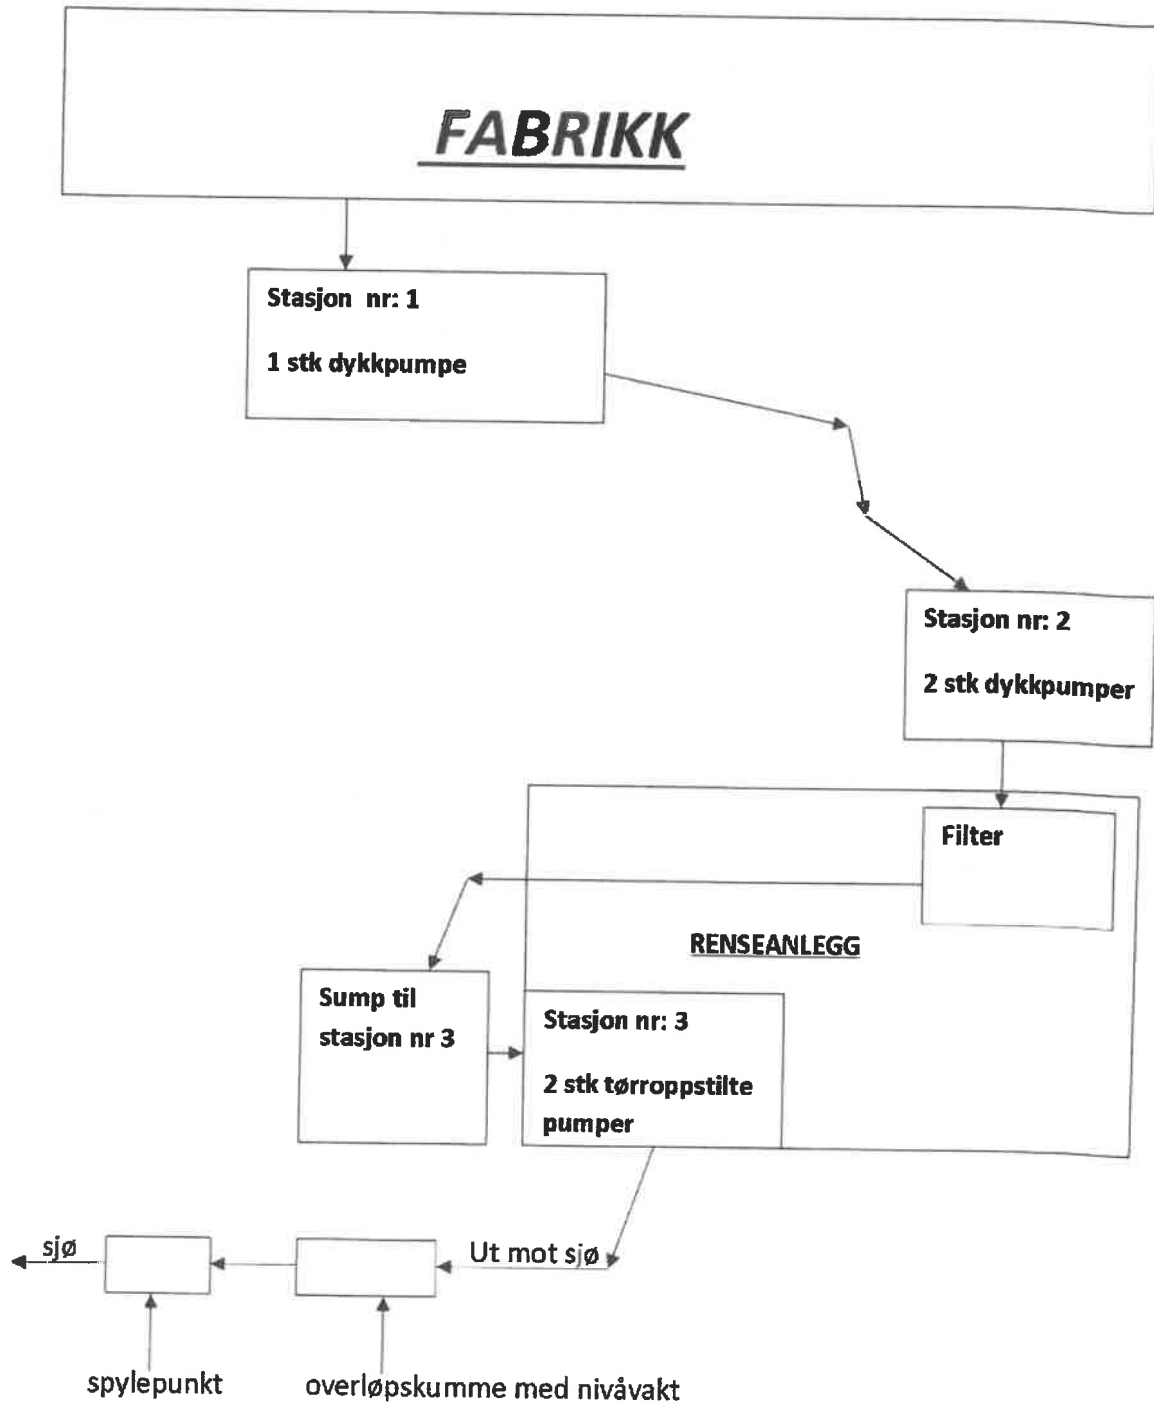 FABRIKK
Stasjon nr: 1
1 stk dykkpumpe
Stasjon nr: 2
2 stk dykkpumper
Filter
RENSEANLEGG
Sump til
stasjon nr 3
Stasjon nr: 3
2 stk tørroppstilte
pumper
sjø
Ut mot sjø
spylepunkt
overløpskumme med nivåvakt